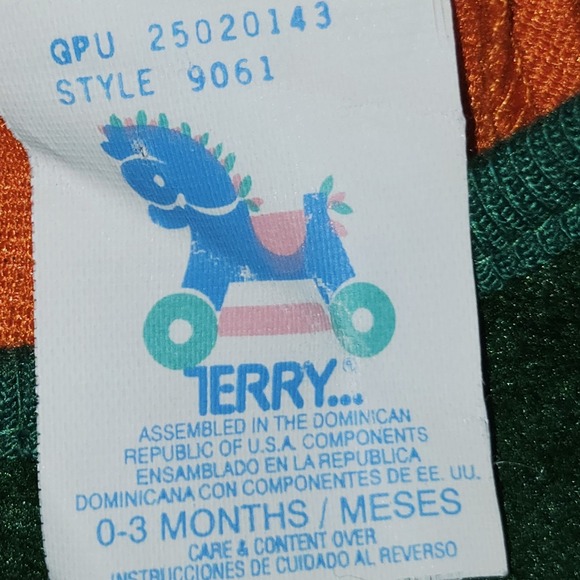 GPU 25020143
STYLE 9061
TERRY...®
ASSEMBLED IN THE DOMINICAN
REPUBLIC OF U.S.A. COMPONENTS
ENSAMBLADO EN LA REPUBLICA
DOMINICANA CON COMPONENTES DE EE. UU.
0-3 MONTHS / MESES
CARE & CONTENT OVER
INSTRUCCIONES DE CUIDADO AL REVERSO